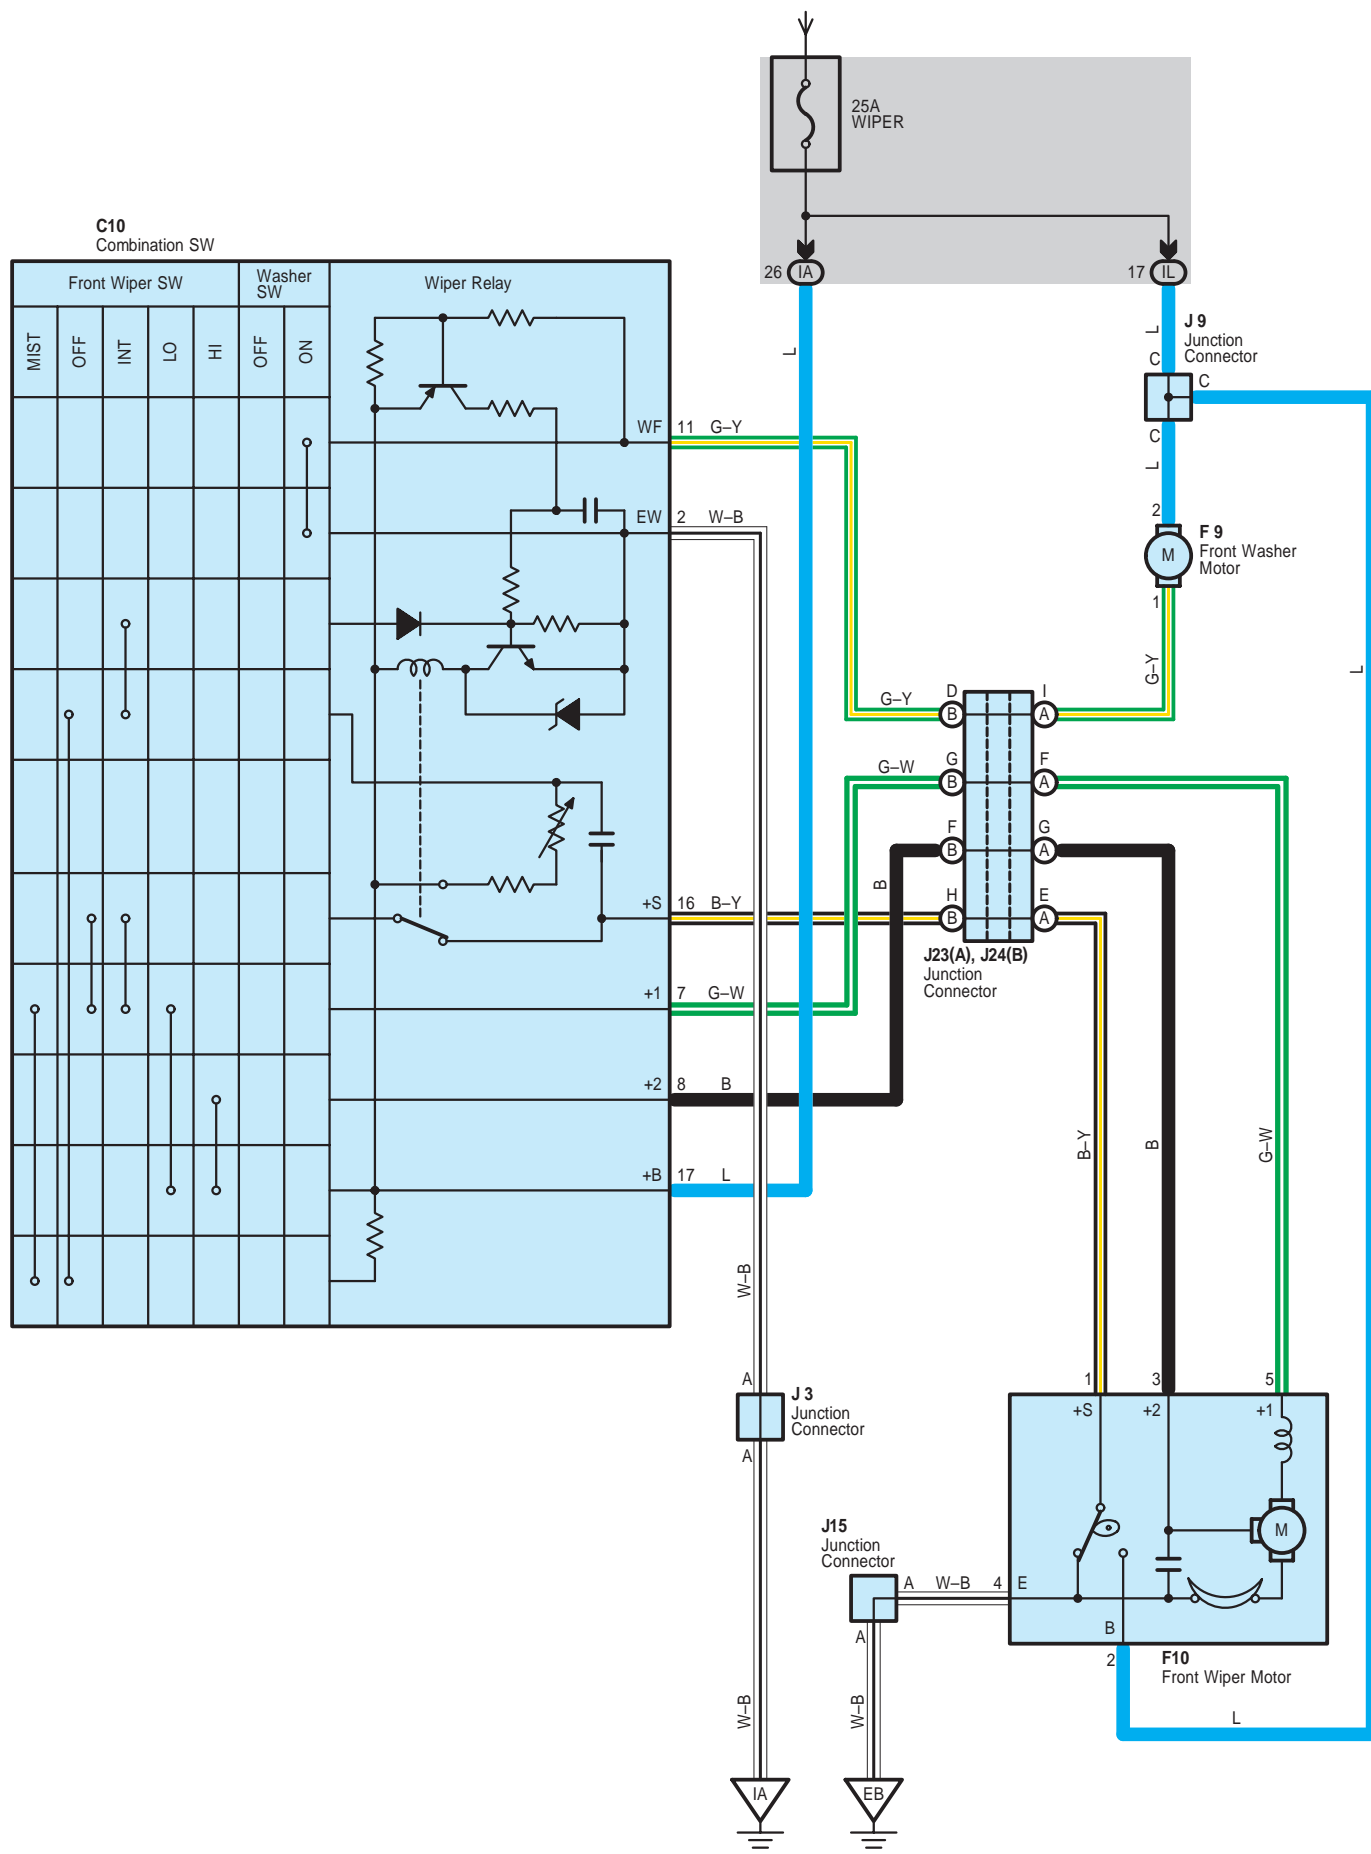 25A
WIPER
C10
Combination SW
26 IA
17 IL
Front Wiper SW
Washer
SW
Wiper Relay
MIST
OFF
INT
LO
HI
OFF
ON
L
L
J 9
Junction
Connector
C
C
C
L
WF 11 G–Y
EW 2 W–B
2
F 9
Front Washer
Motor
M
1
G–Y
L
D
I
G–Y
B
A
G
F
G–W
B
A
F
G
B
A
B
H
E
B
A
+S 16 B–Y
J23(A), J24(B)
Junction
Connector
+1 7 G–W
+2 8 B
+B 17 L
B–Y
B
G–W
W–B
A
J 3
Junction
Connector
A
1
3
5
+S
+2
+1
M
J15
Junction
Connector
A W–B 4 E
A
B
2
F10
Front Wiper Motor
L
W–B
W–B
IA
EB